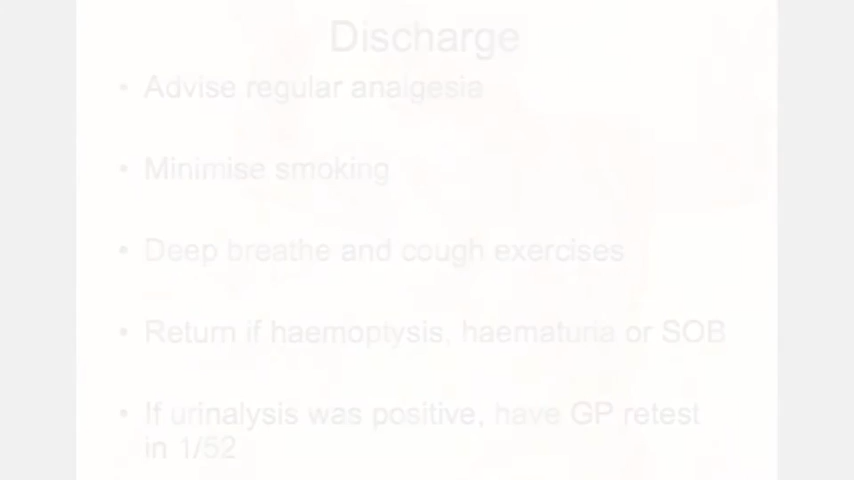 Discharge
• Advise regular analgesia
• Minimise smoking
• Deep breathe and cough exercises
• Return if haemoptysis, haematuria or SOB
• If urinalysis was positive, have GP retest
in 1/52